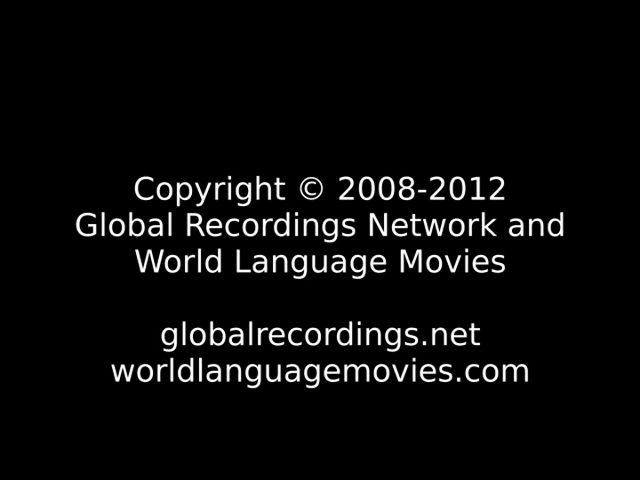 Copyright © 2008-2012
Global Recordings Network and
World Language Movies
globalrecordings.net
worldlanguagemovies.com